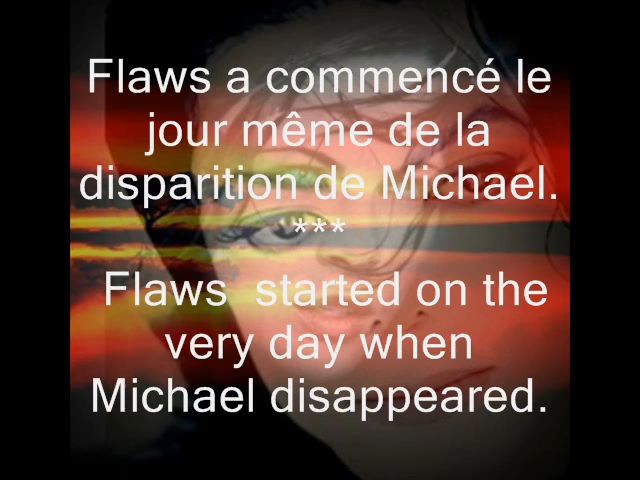 Flaws a commencé le
jour même de la
disparition de Michael.
***
Flaws  started on the
very day when
Michael disappeared.